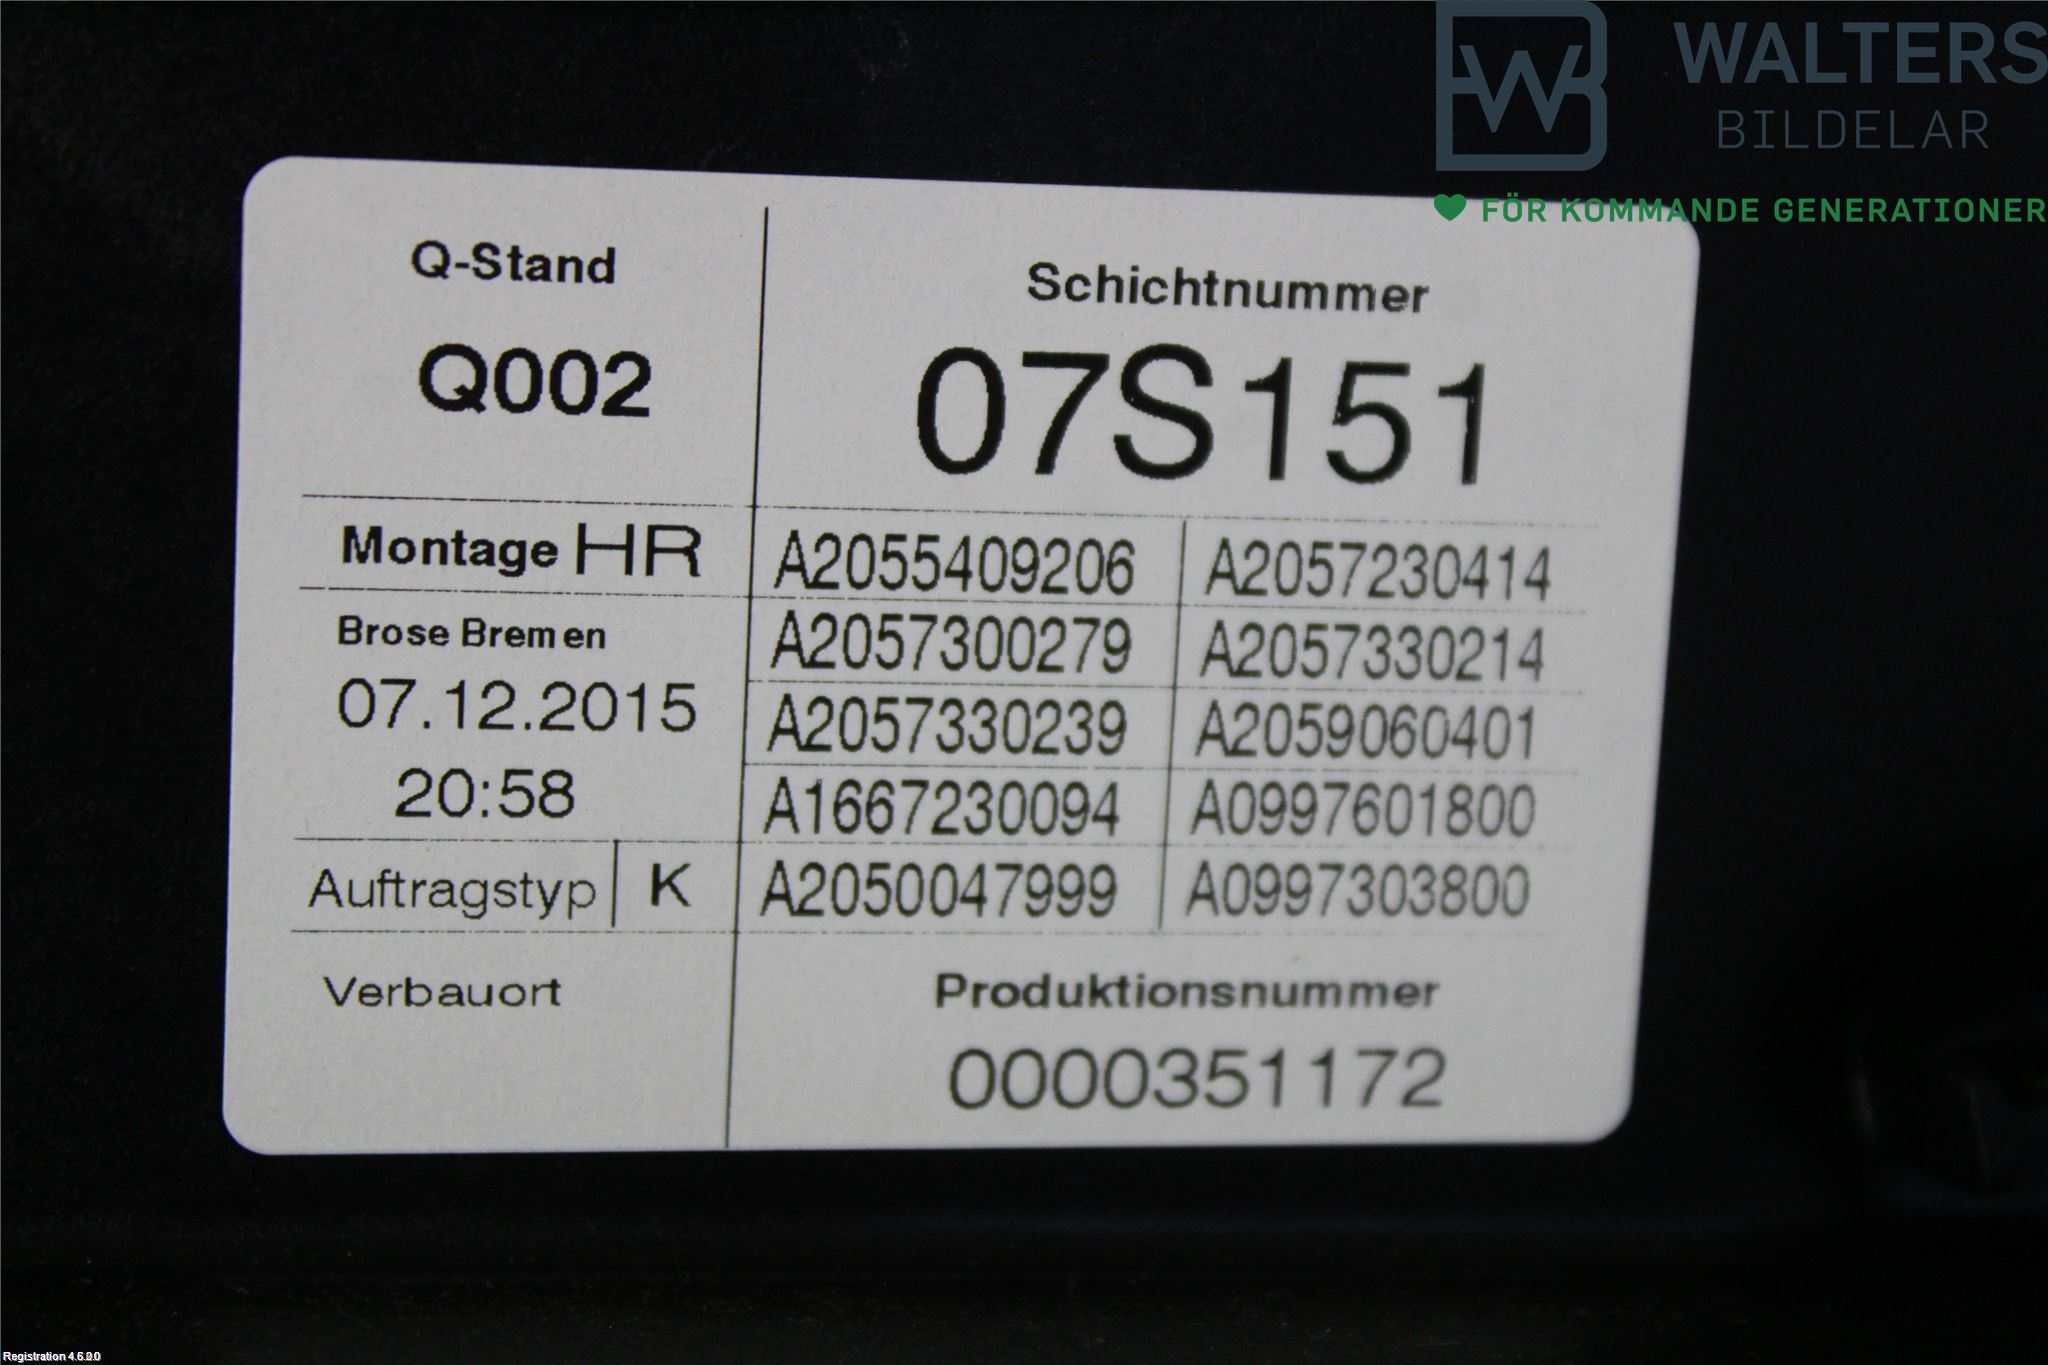 WALTERS
BILDELAR
FÖR KOMMANDE GENERATIONER
Q-Stand
Q002
Schichtnummer
07S151
Montage HR
Brose Bremen
07.12.2015
20:58
Auftragstyp K
Verbauort
A2055409206 A2057230414
A2057300279 A2057330214
A2057330239 A2059060401
A1667230094 A0997601800
A2050047999 A0997303800
Produktionsnummer
0000351172